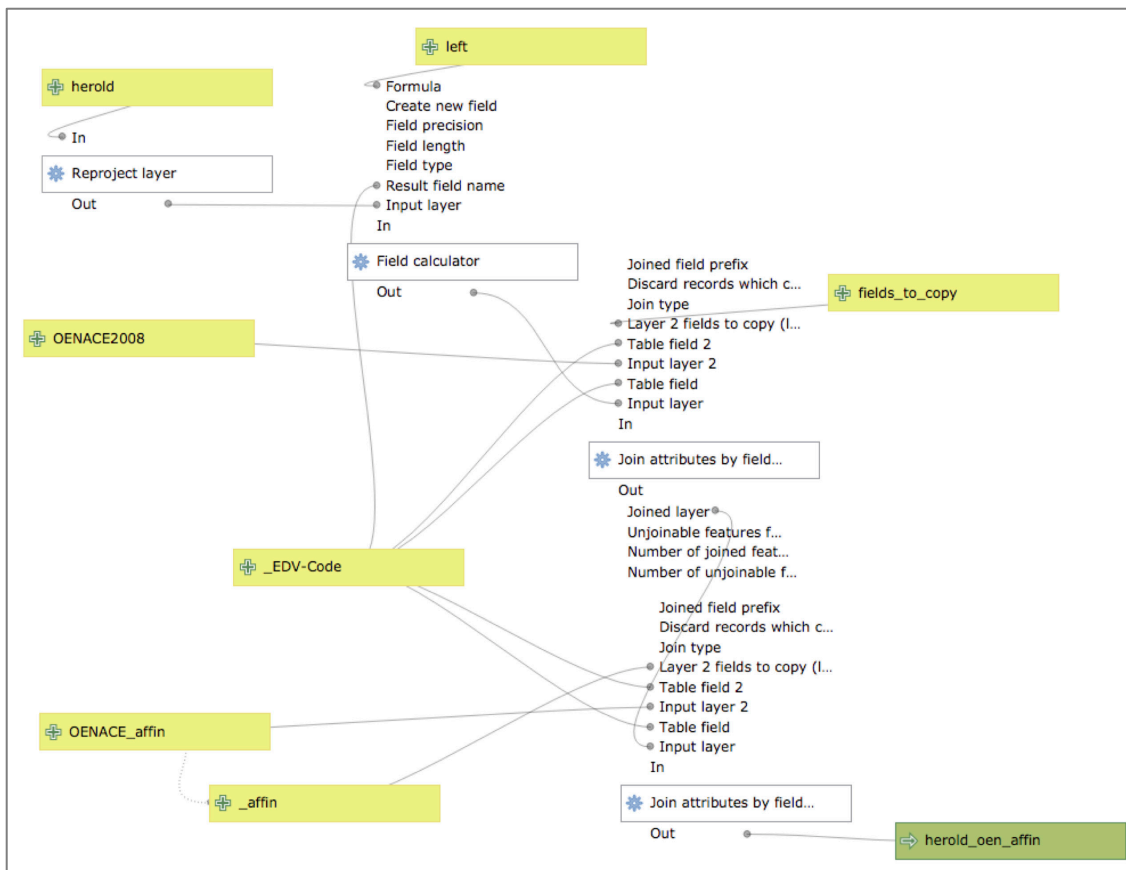 left
herold
Formula
Create new field
Field precision
Field length
Field type
Result field name
Input layer
In
In
Reproject layer
Out
Field calculator
Out
Joined field prefix
Discard records which c...
Join type
Layer 2 fields to copy (l...
Table field 2
Input layer 2
Table field
Input layer
In
fields_to_copy
OENACE2008
Join attributes by field...
Out
Joined layer
Unjoinable features f...
Number of joined feat...
Number of unjoinable f...
_EDV-Code
Joined field prefix
Discard records which c...
Join type
Layer 2 fields to copy (l...
Table field 2
Input layer 2
Table field
Input layer
In
OENACE_affin
_affin
Join attributes by field...
Out
herold_oen_affin